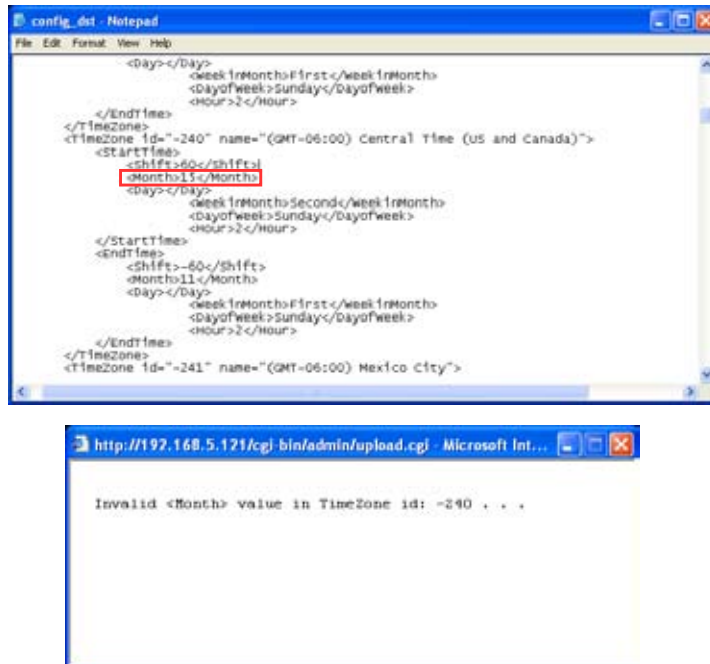 config_dst - Notepad
File Edit Format View Help
<Day></Day>
<WeekInMonth>First</WeekInMonth>
<DayofWeek>Sunday</DayofWeek>
<Hour>2</Hour>
</EndTime>
</TimeZone>
<TimeZone id="-240" name="(GMT-06:00) Central Time (US and Canada)">
<StartTime>
<Shift>60</Shift>
<Month>15</Month>
<Day></Day>
<WeekInMonth>Second</WeekInMonth>
<DayofWeek>Sunday</DayofWeek>
<Hour>2</Hour>
</StartTime>
<EndTime>
<Shift>-60</Shift>
<Month>11</Month>
<Day></Day>
<WeekInMonth>First</WeekInMonth>
<DayofWeek>Sunday</DayofWeek>
<Hour>2</Hour>
</EndTime>
</TimeZone>
<TimeZone id="-241" name="(GMT-06:00) Mexico City">
http://192.168.5.121/cgi-bin/admin/upload.cgi - Microsoft Int...
Invalid <Month> value in TimeZone id: -240 . . .